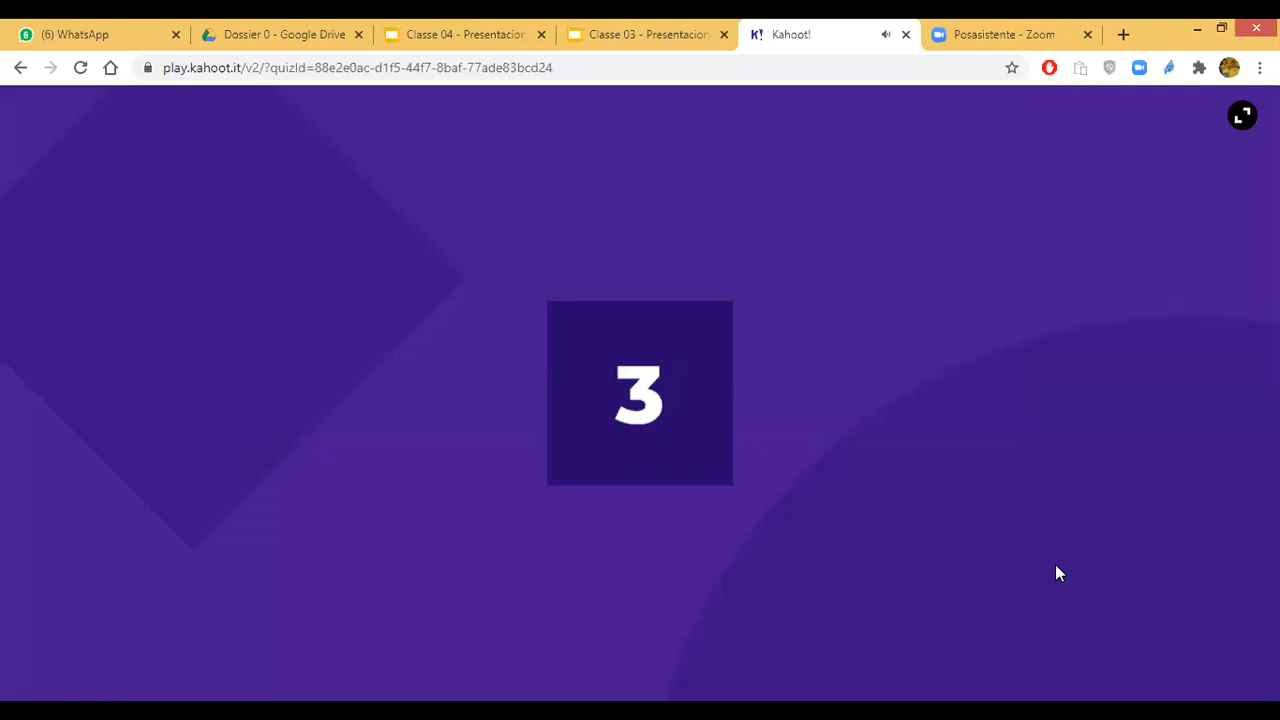 6 (6) WhatsApp
Dossier 0 - Google Drive
Classe 04 - Presentacion
Classe 03 - Presentacion
K! Kahoot!
Posasistente - Zoom
play.kahoot.it/v2/?quizId=88e2e0ac-d1f5-44f7-8baf-77ade83bcd24
3